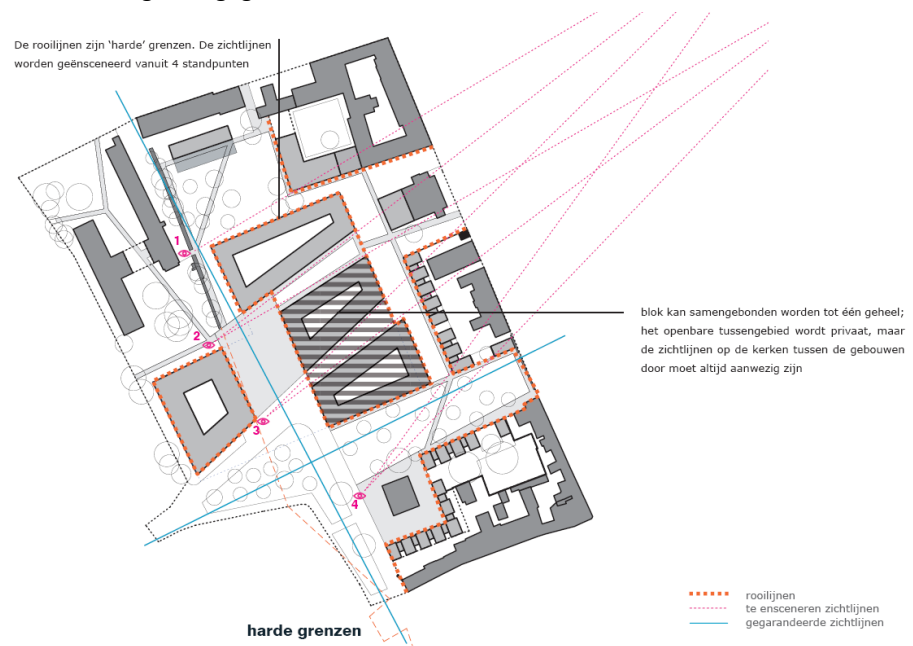 De rooilijnen zijn ‘harde’ grenzen. De zichtlijnen
worden geënsceneerd vanuit 4 standpunten
1
2
3
4
blok kan samengebonden worden tot één geheel;
het openbare tussengebied wordt privaat, maar
de zichtlijnen op de kerken tussen de gebouwen
door moet altijd aanwezig zijn
harde grenzen
rooilijnen
te ensceneren zichtlijnen
gegarandeerde zichtlijnen